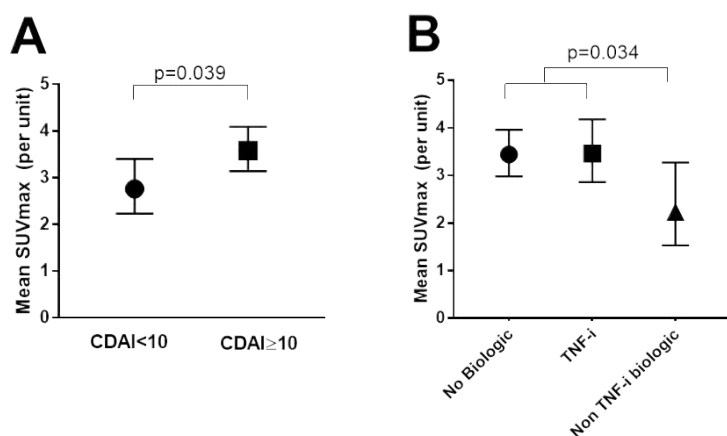 A
p=0.039
Mean SUVmax (per unit)
5
4
3
2
1
0
CDAI<10
CDAI≥10
B
p=0.034
Mean SUVmax (per unit)
5
4
3
2
1
0
No Biologic
TNF-i
Non TNF-i biologic